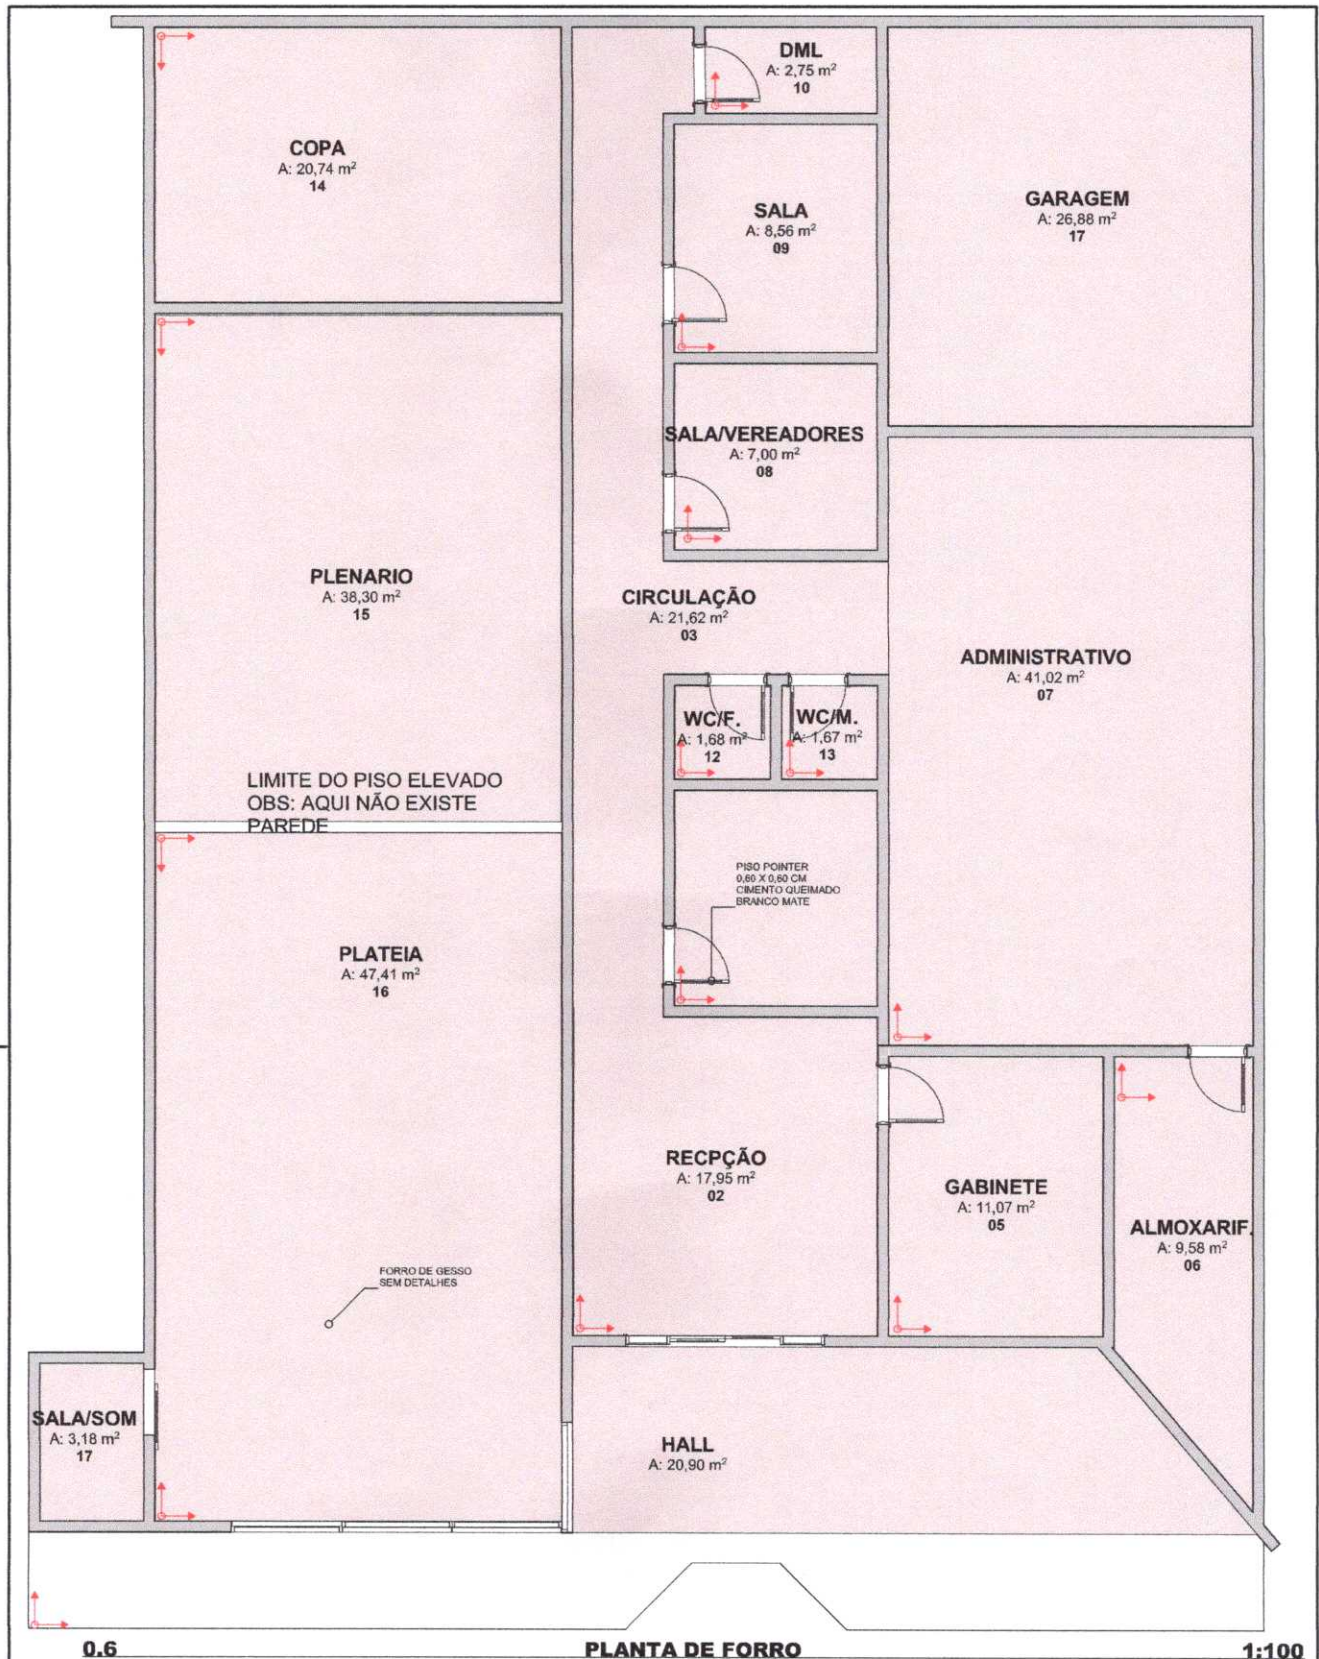 DML
A: 2,75 m²
10
COPA
A: 20,74 m²
14
SALA
A: 8,56 m²
09
GARAGEM
A: 26,88 m²
17
SALA/VEREADORES
A: 7,00 m²
08
PLENARIO
A: 38,30 m²
15
CIRCULAÇÃO
A: 21,62 m²
03
ADMINISTRATIVO
A: 41,02 m²
07
WC/F.
A: 1,68 m²
12
WC/M.
A: 1,67 m²
13
LIMITE DO PISO ELEVADO
OBS: AQUI NÃO EXISTE
PAREDE
PISO POINTER
0,60 X 0,60 CM
CIMENTO QUEIMADO
BRANCO MATE
PLATEIA
A: 47,41 m²
16
RECPÇÃO
A: 17,95 m²
02
GABINETE
A: 11,07 m²
05
ALMOXARIF.
A: 9,58 m²
06
FORRO DE GESSO
SEM DETALHES
SALA/SOM
A: 3,18 m²
17
HALL
A: 20,90 m²
0.6
PLANTA DE FORRO
1:100